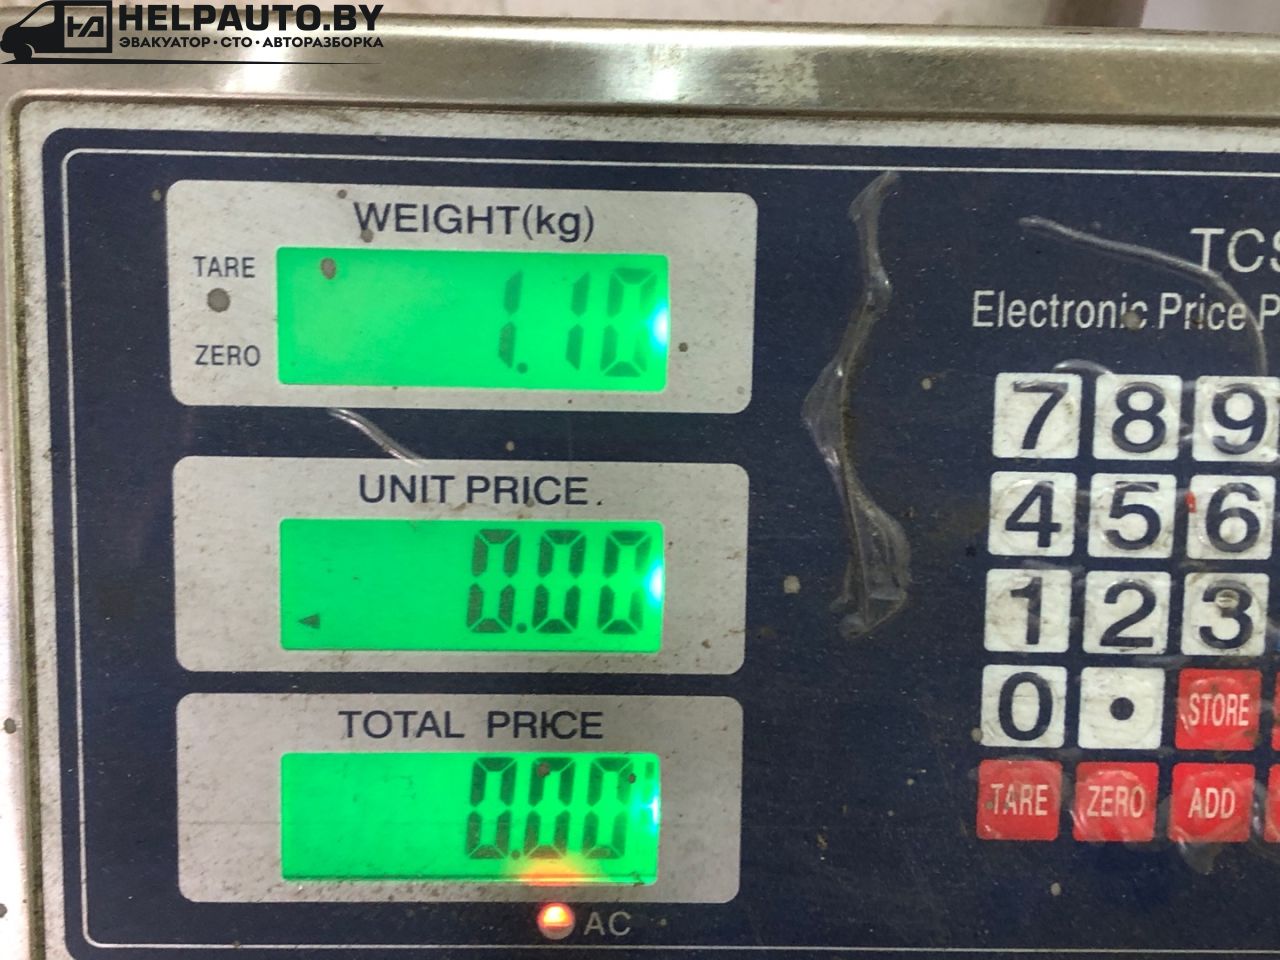 HELPAUTO.BY
ЭВАКУАТОР•СТО•АВТОРАЗБОРКА
WEIGHT(kg)
TARE
ZERO
1.10
UNIT PRICE
0.00
TOTAL PRICE
0.00
AC
TCS
Electronic Price P
7 8 9
4 5 6
1 2 3
0 • STORE
TARE ZERO ADD